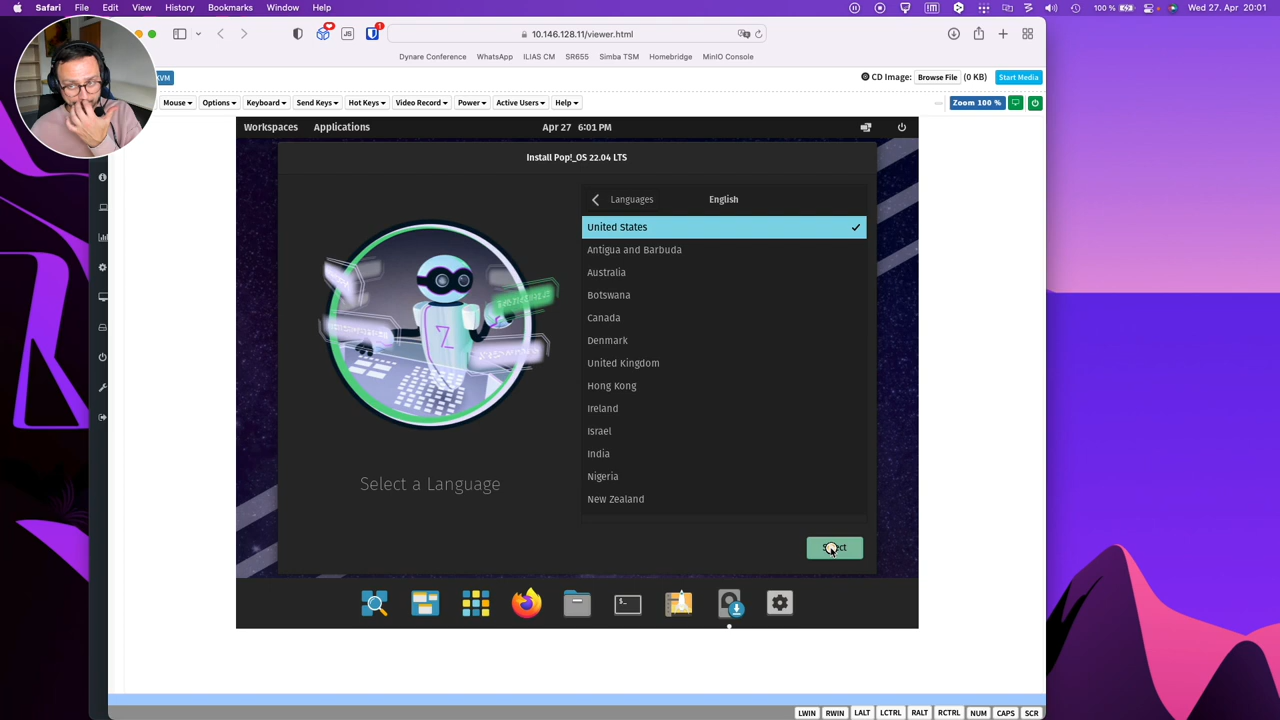 Safari File Edit View History Bookmarks Window Help
100 % Wed 27. Apr. 20:01
1
10.146.128.11/viewer.html
Dynare Conference WhatsApp ILIAS CM SR655 Simba TSM Homebridge MinIO Console
KVM
CD Image: Browse File (0 KB) Start Media
Mouse Options Keyboard Send Keys Hot Keys Video Record Power Active Users Help
Zoom 100 %
Workspaces Applications Apr 27 6:01 PM
Install Pop!_OS 22.04 LTS
Languages English
United States
Antigua and Barbuda
Australia
Botswana
Canada
Denmark
United Kingdom
Hong Kong
Ireland
Israel
India
Nigeria
New Zealand
Select a Language
Select
LWIN RWIN LALT LCTRL RALT RCTRL NUM CAPS SCR